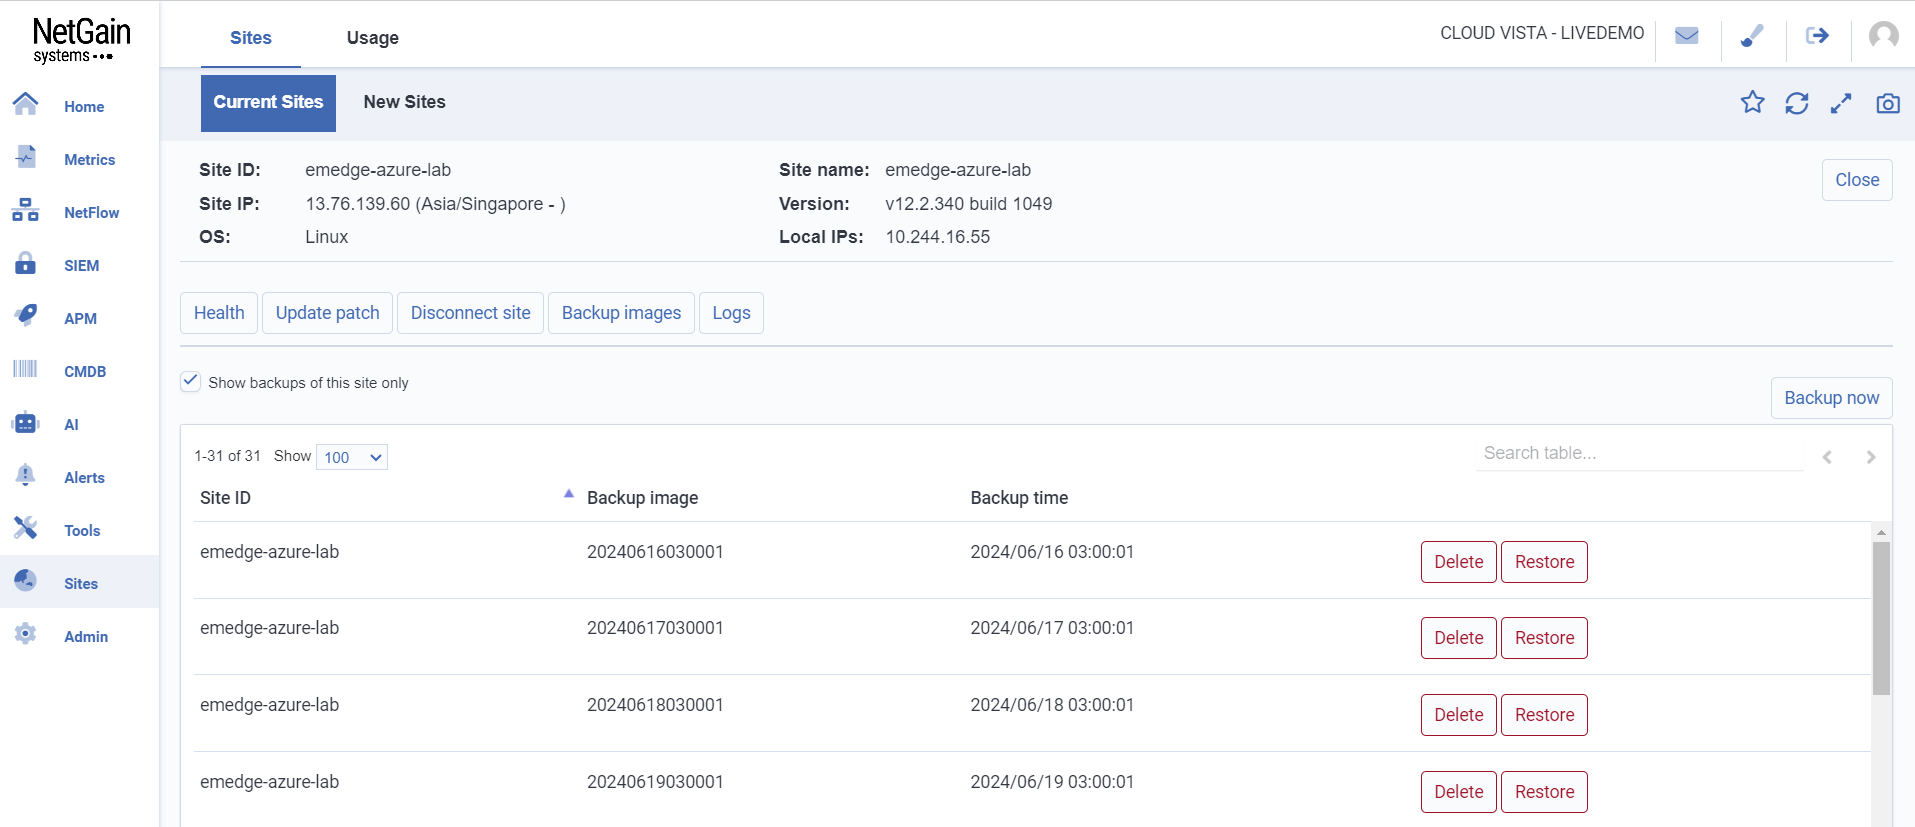 NetGain
systems
Sites Usage
CLOUD VISTA - LIVEDEMO
Home
Metrics
NetFlow
SIEM
APM
CMDB
AI
Alerts
Tools
Sites
Admin
Current Sites New Sites
Site ID: emedge-azure-lab Site name: emedge-azure-lab
Close
Site IP: 13.76.139.60 (Asia/Singapore - ) Version: v12.2.340 build 1049
OS: Linux Local IPs: 10.244.16.55
Health Update patch Disconnect site Backup images Logs
Show backups of this site only
Backup now
1-31 of 31 Show 100 Search table...
Site ID Backup image Backup time
emedge-azure-lab 20240616030001 2024/06/16 03:00:01 Delete Restore
emedge-azure-lab 20240617030001 2024/06/17 03:00:01 Delete Restore
emedge-azure-lab 20240618030001 2024/06/18 03:00:01 Delete Restore
emedge-azure-lab 20240619030001 2024/06/19 03:00:01 Delete Restore